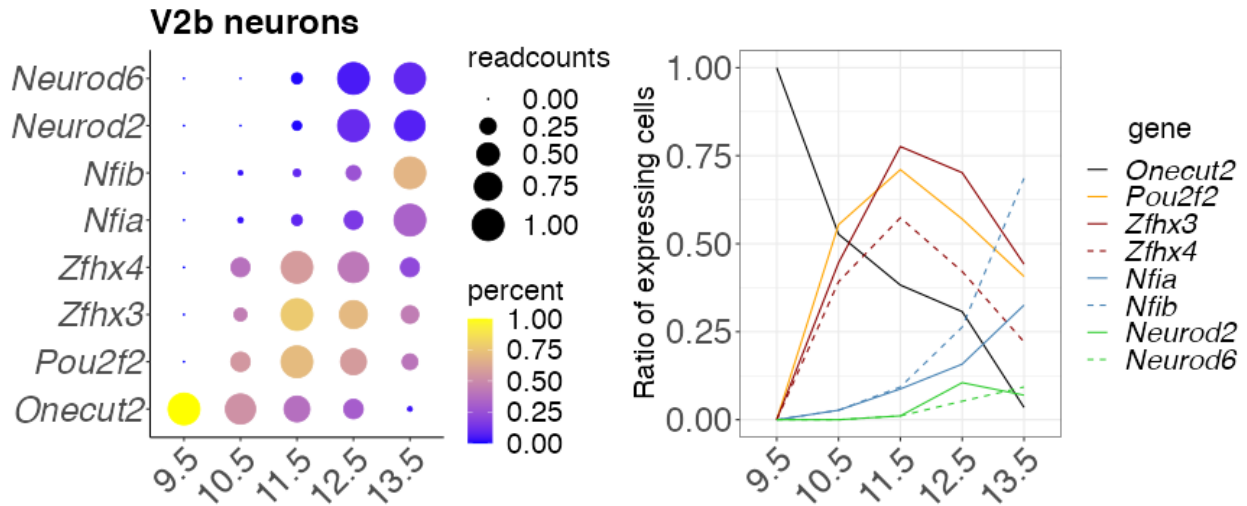 V2b neurons
Neurod6
Neurod2
Nfib
Nfia
Zfhx4
Zfhx3
Pou2f2
Onecut2
9.5 10.5 11.5 12.5 13.5
readcounts
0.00
0.25
0.50
0.75
1.00
percent
1.00
0.75
0.50
0.25
0.00
Ratio of expressing cells
1.00
0.75
0.50
0.25
0.00
9.5 10.5 11.5 12.5 13.5
gene
Onecut2
Pou2f2
Zfhx3
Zfhx4
Nfia
Nfib
Neurod2
Neurod6